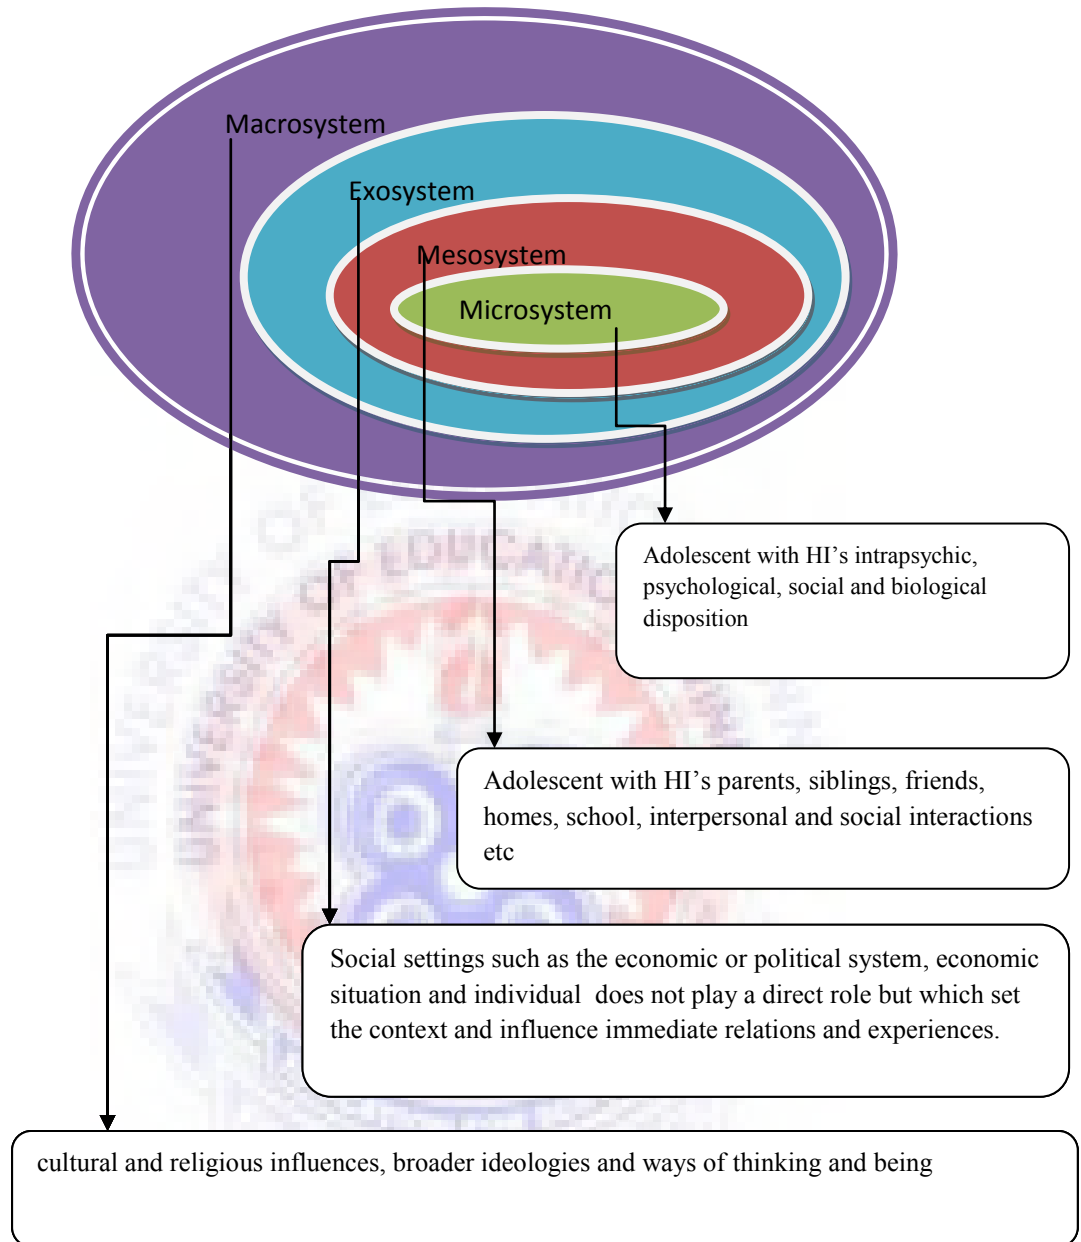 Macrosystem
Exosystem
Mesosystem
Microsystem
Adolescent with HI’s intrapsychic,
psychological, social and biological
disposition
Adolescent with HI’s parents, siblings, friends,
homes, school, interpersonal and social interactions
etc
Social settings such as the economic or political system, economic
situation and individual does not play a direct role but which set
the context and influence immediate relations and experiences.
cultural and religious influences, broader ideologies and ways of thinking and being
UNIVERSITY OF EDUCATION